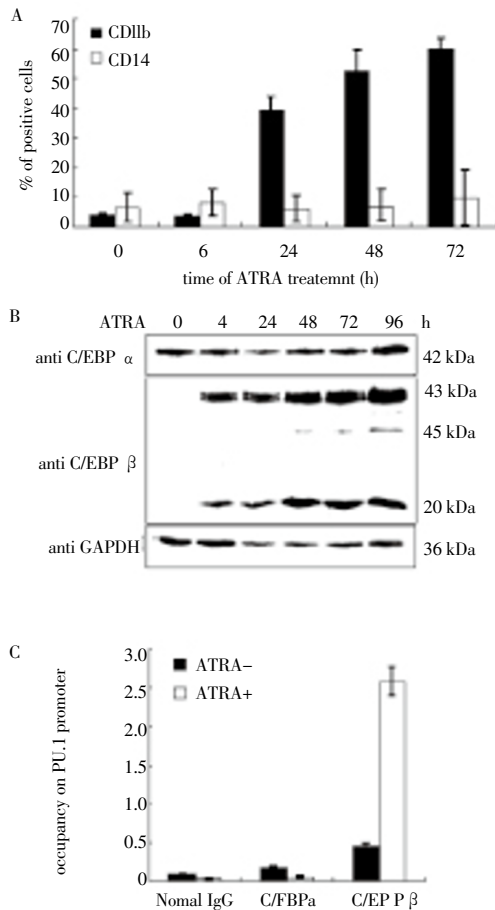 A
CDllb
CD14
70
60
50
40
30
20
10
0
% of positive cells
0 6 24 48 72
time of ATRA treatemnt (h)
B
ATRA 0 4 24 48 72 96 h
anti C/EBP α 42 kDa
43 kDa
45 kDa
anti C/EBP β
20 kDa
anti GAPDH 36 kDa
C
ATRA-
ATRA+
3.0
2.5
2.0
1.5
1.0
0.5
0
occupancy on PU.1 promoter
Nomal IgG C/FBPa C/EP P β